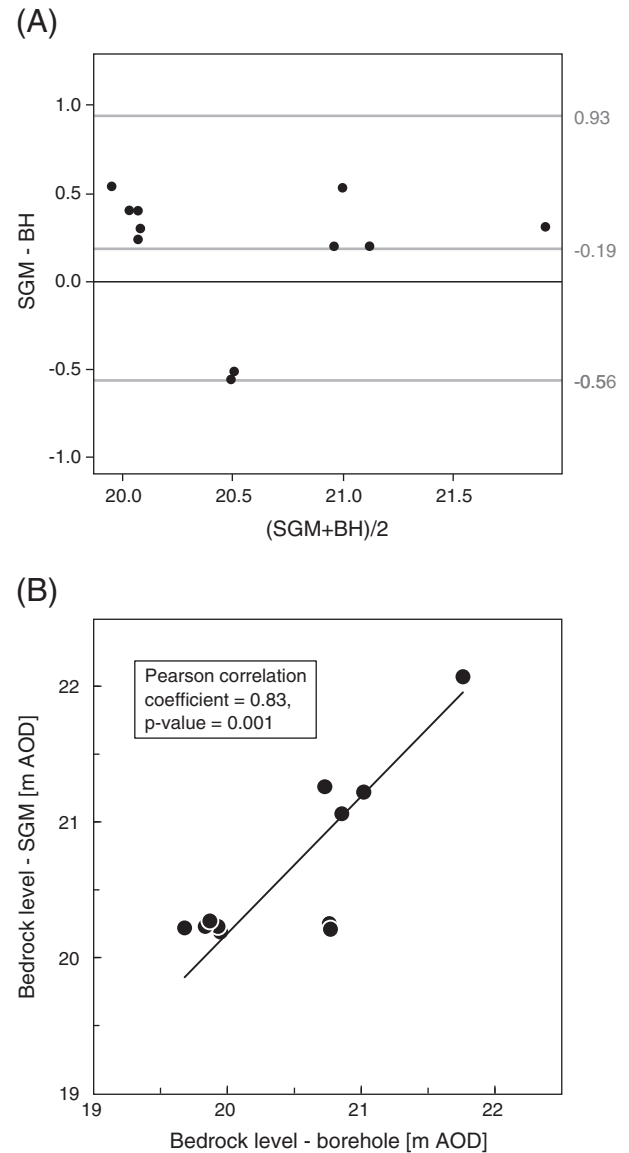 (A)
1.0
0.5
0.0
-0.5
-1.0
SGM - BH
0.93
-0.19
-0.56
20.0 20.5 21.0 21.5
(SGM+BH)/2
(B)
Pearson correlation
coefficient = 0.83,
p-value = 0.001
22
21
20
19
Bedrock level - SGM [m AOD]
19 20 21 22
Bedrock level - borehole [m AOD]